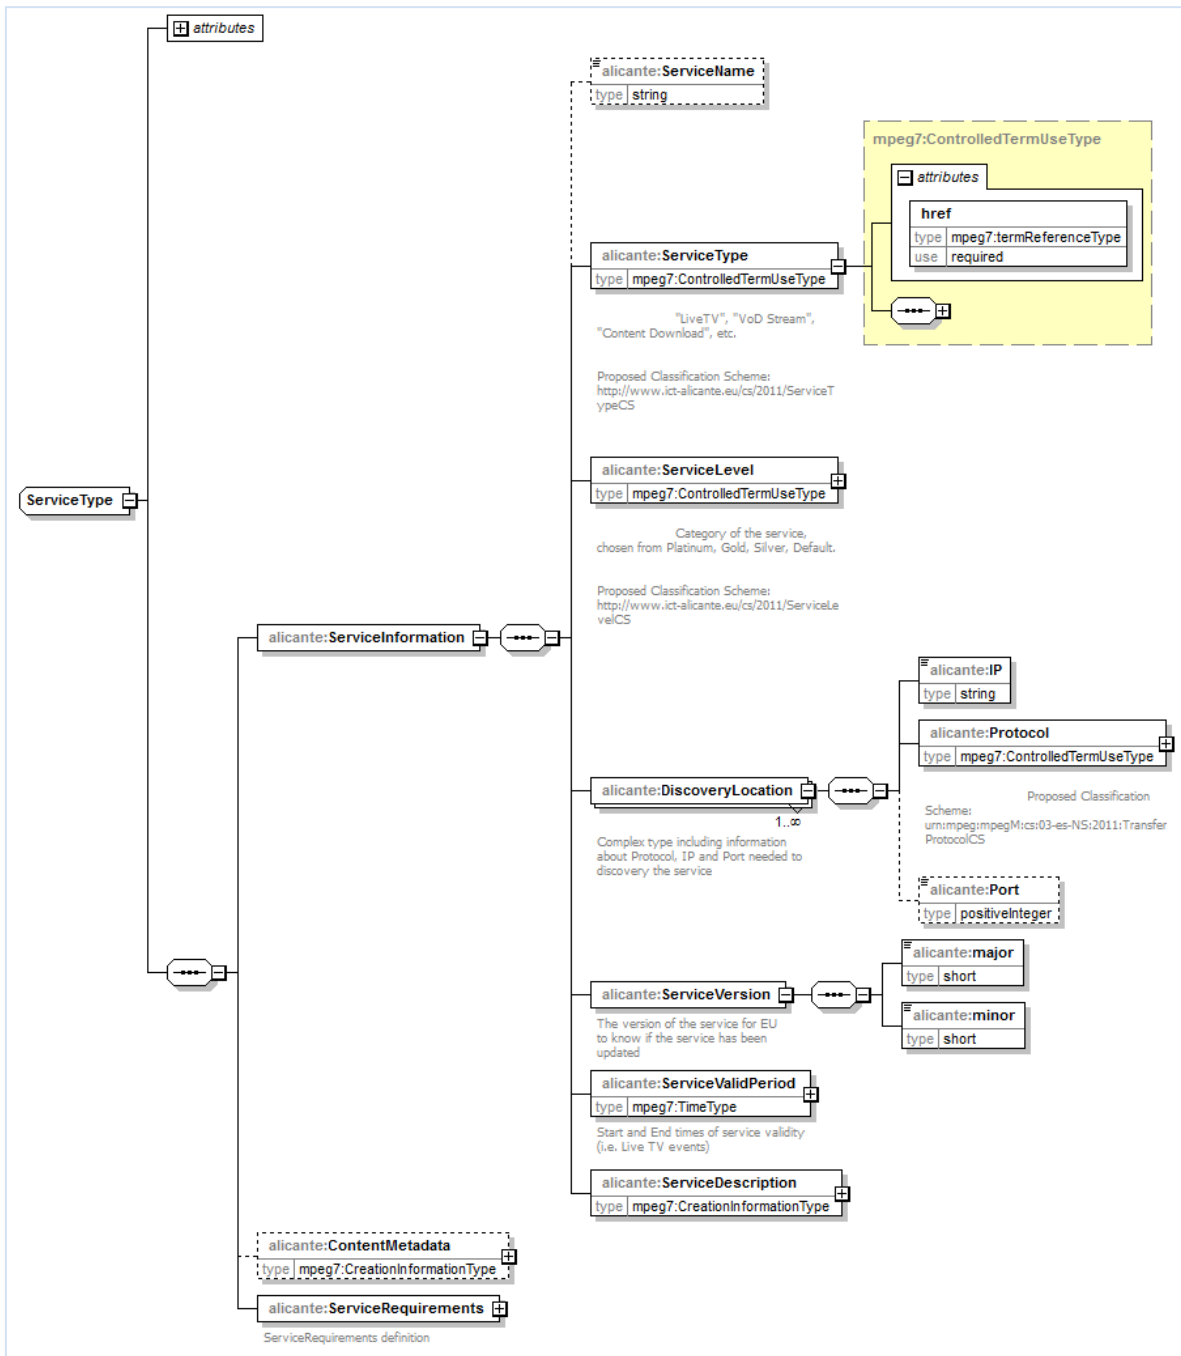 attributes
alicante:ServiceName
type string
mpeg7:ControlledTermUseType
attributes
href
type mpeg7:termReferenceType
use required
alicante:ServiceType
type mpeg7:ControlledTermUseType
"LiveTV", "VoD Stream",
"Content Download", etc.
Proposed Classification Scheme:
http://www.ict-alicante.eu/cs/2011/ServiceT
ypeCS
ServiceType
alicante:ServiceLevel
type mpeg7:ControlledTermUseType
Category of the service,
chosen from Platinum, Gold, Silver, Default.
Proposed Classification Scheme:
http://www.ict-alicante.eu/cs/2011/ServiceLe
velCS
alicante:ServiceInformation
alicante:IP
type string
alicante:Protocol
type mpeg7:ControlledTermUseType
Proposed Classification
Scheme:
urn:mpeg:mpegM:cs:03-es-NS:2011:Transfer
ProtocolCS
alicante:DiscoveryLocation
1..∞
Complex type including information
about Protocol, IP and Port needed to
discovery the service
alicante:Port
type positiveInteger
alicante:major
type short
alicante:ServiceVersion
The version of the service for EU
to know if the service has been
updated
alicante:minor
type short
alicante:ServiceValidPeriod
type mpeg7:TimeType
Start and End times of service validity
(i.e. Live TV events)
alicante:ServiceDescription
type mpeg7:CreationInformationType
alicante:ContentMetadata
type mpeg7:CreationInformationType
alicante:ServiceRequirements
ServiceRequirements definition